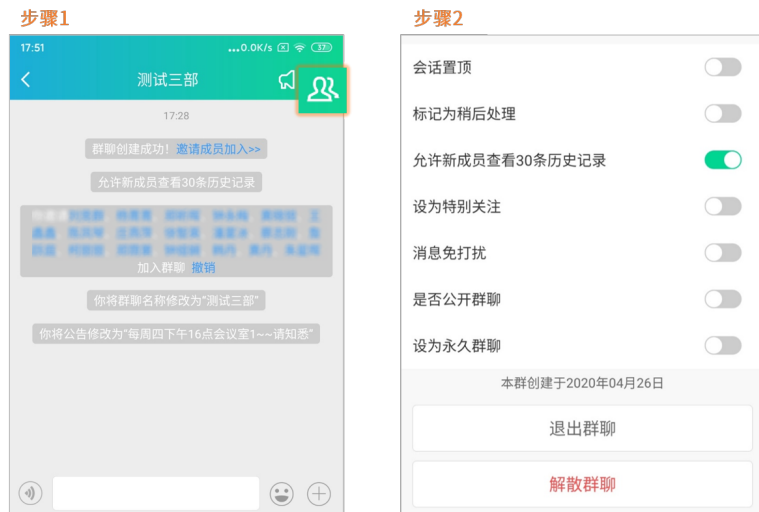 步骤1
17:51
...0.0K/s
37
测试三部
17:28
群聊创建成功！邀请成员加入>>
允许新成员查看30条历史记录
加入群聊 撤销
你将群聊名称修改为“测试三部”
你将公告修改为“每周四下午16点会议室1~~请知悉”
步骤2
会话置顶
标记为稍后处理
允许新成员查看30条历史记录
设为特别关注
消息免打扰
是否公开群聊
设为永久群聊
本群创建于2020年04月26日
退出群聊
解散群聊